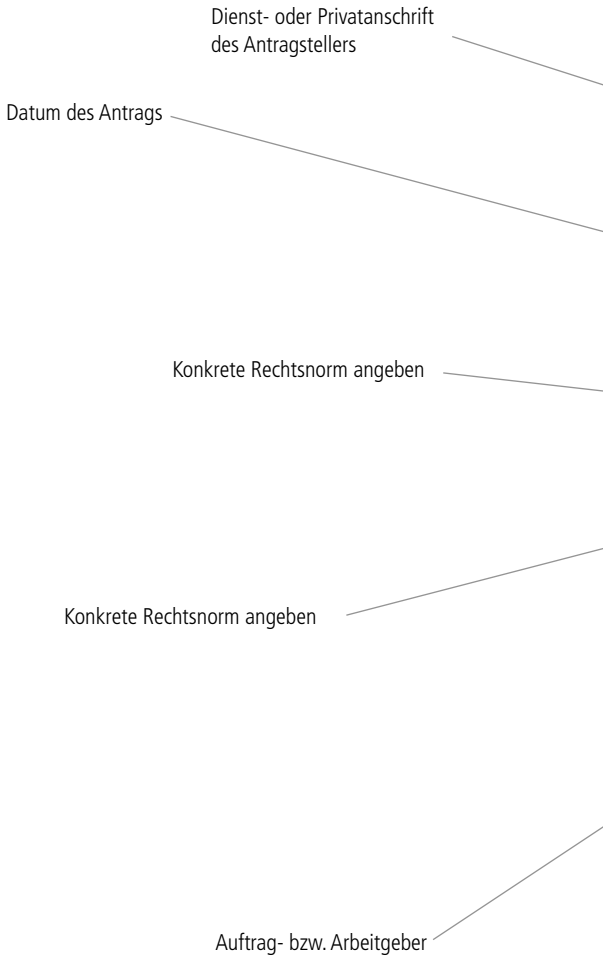 Dienst- oder Privatanschrift
des Antragstellers
Datum des Antrags
Konkrete Rechtsnorm angeben
Konkrete Rechtsnorm angeben
Auftrag- bzw. Arbeitgeber